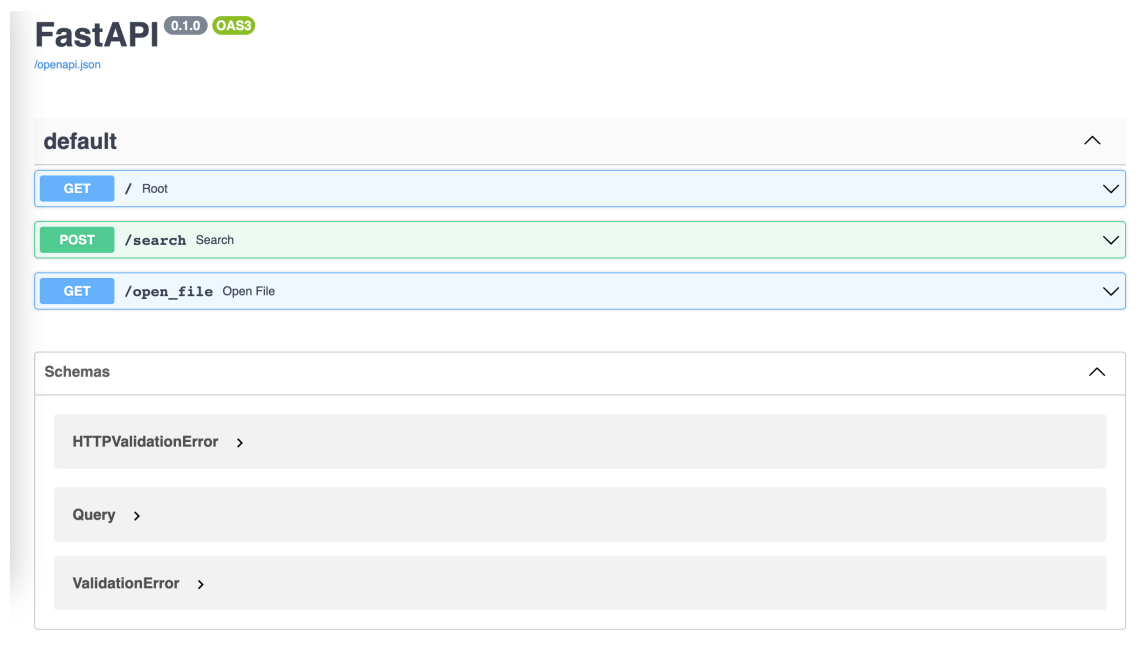 FastAPI 0.1.0 OAS3
/openapi.json
default
GET / Root
POST /search Search
GET /open_file Open File
Schemas
HTTPValidationError
Query
ValidationError